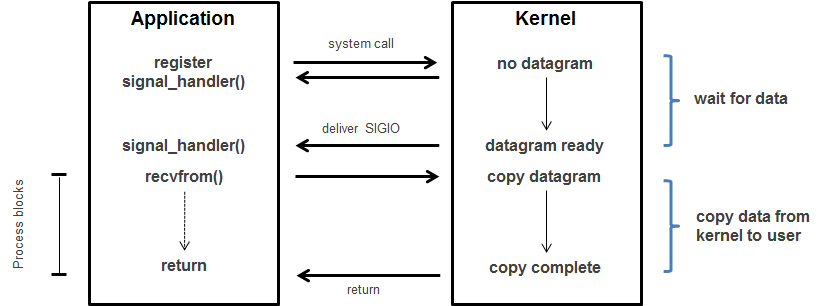 Application
Kernel
system call
register
signal_handler()
no datagram
wait for data
deliver SIGIO
signal_handler()
datagram ready
recvfrom()
copy datagram
Process blocks
copy data from
kernel to user
return
copy complete
return